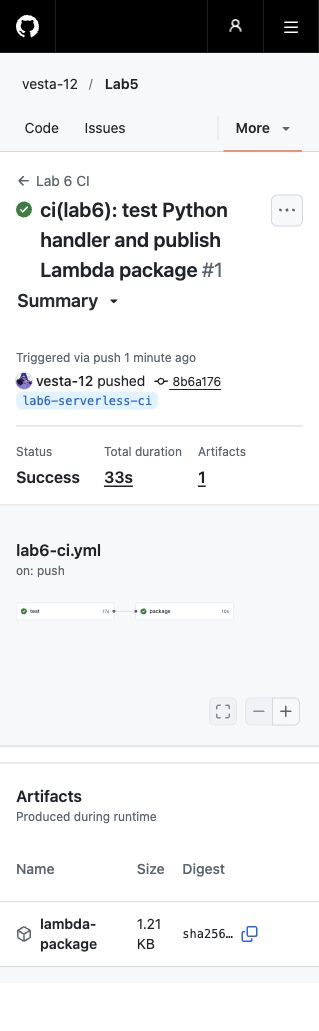 vesta-12 / Lab5
Code Issues More
Lab 6 CI
ci(lab6): test Python
handler and publish
Lambda package #1
Summary
Triggered via push 1 minute ago
vesta-12 pushed 8b6a176
lab6-serverless-ci
Status Total duration Artifacts
Success 33s 1
lab6-ci.yml
on: push
test 17s package 10s
Artifacts
Produced during runtime
Name Size Digest
lambda-
package
1.21
KB
sha256…